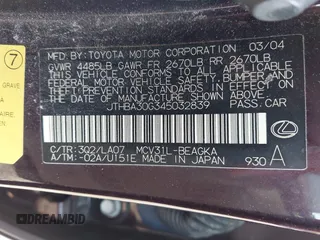 7
GRAVE,
MFD. BY: TOYOTA MOTOR CORPORATION 03/04
GVWR 4485LB GAWR FR 2670LB RR 2670LB
THIS VEHICLE CONFORMS TO ALL APPLICABLE
FEDERAL MOTOR VEHICLE SAFETY, BUMPER, AND
THEFT PREVENTION STANDARDS IN EFFECT ON
THE DATE OF MANUFACTURE SHOWN ABOVE.
JTHBA30G345032839 PASS.CAR
C/TR: 3Q2/LA07 MCV31L-BEAGKA
A/TM: -02A/U151E MADE IN JAPAN 930 A
DREAMBID